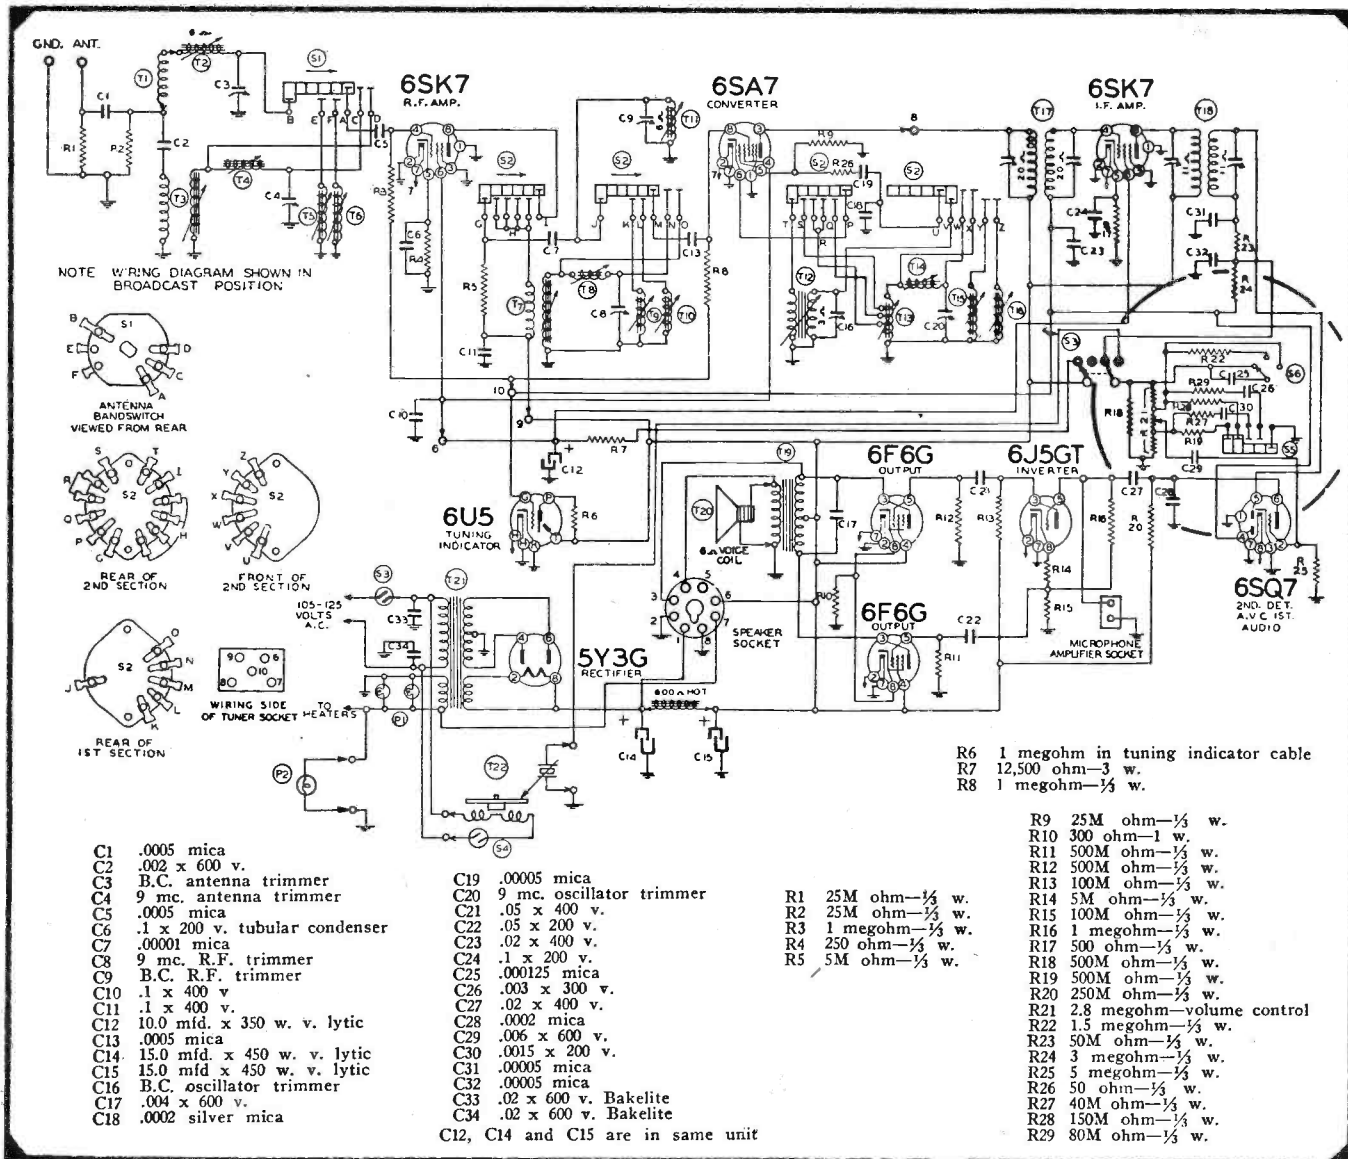 GND. ANT.
6SK7
R.F. AMP.
6SA7
CONVERTER
6SK7
I.F. AMP.
NOTE WIRING DIAGRAM SHOWN IN
BROADCAST POSITION
ANTENNA
BANDSWITCH
VIEWED FROM REAR
REAR OF
2ND SECTION
FRONT OF
2ND SECTION
REAR OF
1ST SECTION
WIRING SIDE
OF TUNER SOCKET
6U5
TUNING
INDICATOR
105-125
VOLTS
A.C.
TO
HEATERS
5Y3G
RECTIFIER
6Ω VOICE
COIL
SPEAKER
SOCKET
600Ω HOT
6F6G
OUTPUT
6F6G
OUTPUT
6J5GT
INVERTER
MICROPHONE
AMPLIFIER SOCKET
6SQ7
2ND. DET.
A.V.C. 1ST.
AUDIO
C1 .0005 mica
C2 .002 x 600 v.
C3 B.C. antenna trimmer
C4 9 mc. antenna trimmer
C5 .0005 mica
C6 .1 x 200 v. tubular condenser
C7 .00001 mica
C8 9 mc. R.F. trimmer
C9 B.C. R.F. trimmer
C10 .1 x 400 v
C11 .1 x 400 v.
C12 10.0 mfd. x 350 w. v. lytic
C13 .0005 mica
C14 15.0 mfd. x 450 w. v. lytic
C15 15.0 mfd x 450 w. v. lytic
C16 B.C. oscillator trimmer
C17 .004 x 600 v.
C18 .0002 silver mica
C19 .00005 mica
C20 9 mc. oscillator trimmer
C21 .05 x 400 v.
C22 .05 x 200 v.
C23 .02 x 400 v.
C24 .1 x 200 v.
C25 .000125 mica
C26 .003 x 300 v.
C27 .02 x 400 v.
C28 .0002 mica
C29 .006 x 600 v.
C30 .0015 x 200 v.
C31 .00005 mica
C32 .00005 mica
C33 .02 x 600 v. Bakelite
C34 .02 x 600 v. Bakelite
C12, C14 and C15 are in same unit
R1 25M ohm—⅓ w.
R2 25M ohm—⅓ w.
R3 1 megohm—⅓ w.
R4 250 ohm—⅓ w.
R5 5M ohm—⅓ w.
R6 1 megohm in tuning indicator cable
R7 12,500 ohm—3 w.
R8 1 megohm—⅓ w.
R9 25M ohm—⅓ w.
R10 300 ohm—1 w.
R11 500M ohm—⅓ w.
R12 500M ohm—⅓ w.
R13 100M ohm—⅓ w.
R14 5M ohm—⅓ w.
R15 100M ohm—⅓ w.
R16 1 megohm—⅓ w.
R17 500 ohm—⅓ w.
R18 500M ohm—⅓ w.
R19 500M ohm—⅓ w.
R20 250M ohm—⅓ w.
R21 2.8 megohm—volume control
R22 1.5 megohm—⅓ w.
R23 50M ohm—⅓ w.
R24 3 megohm—⅓ w.
R25 5 megohm—⅓ w.
R26 50 ohm—⅓ w.
R27 40M ohm—⅓ w.
R28 150M ohm—⅓ w.
R29 80M ohm—⅓ w.